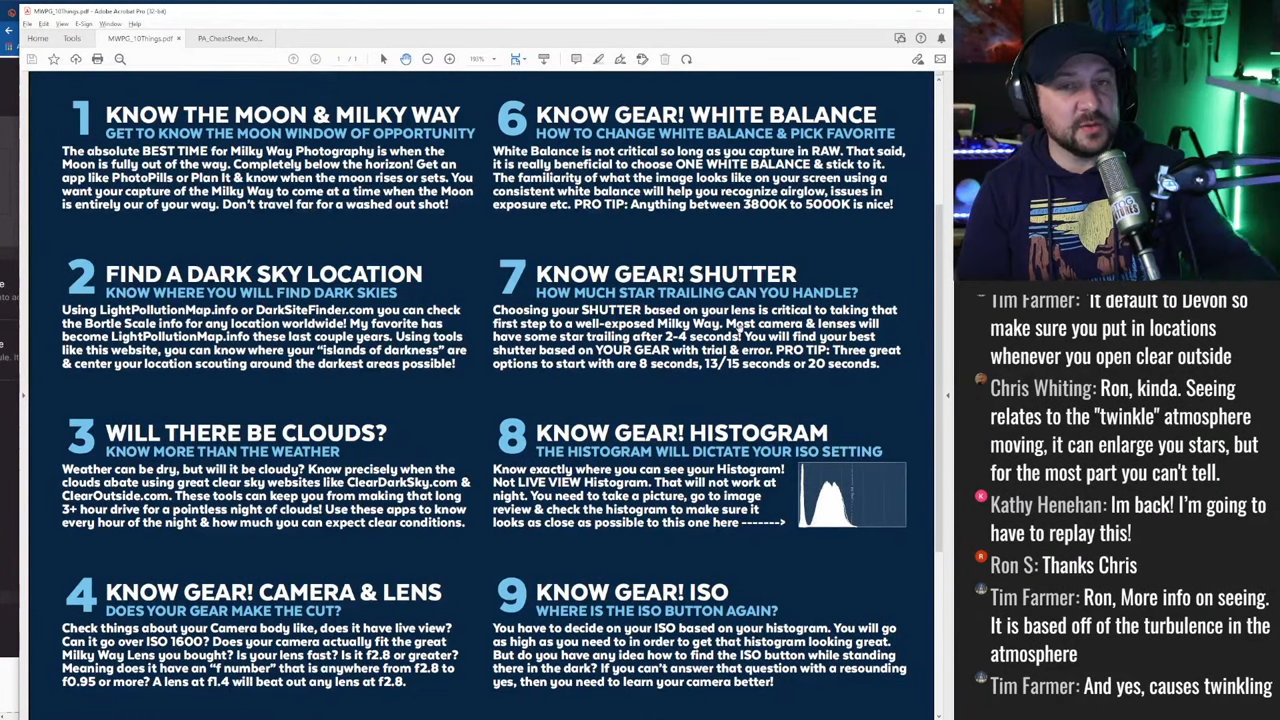 MWPG_10Things.pdf - Adobe Acrobat Pro (32-bit)
File Edit View E-Sign Window Help
Home Tools MWPG_10Things.pdf × PA_CheatSheet_Mo...
1 / 1 193%
1 KNOW THE MOON & MILKY WAY
GET TO KNOW THE MOON WINDOW OF OPPORTUNITY
The absolute BEST TIME for Milky Way Photography is when the
Moon is fully out of the way. Completely below the horizon! Get an
app like PhotoPills or Plan It & know when the moon rises or sets. You
want your capture of the Milky Way to come at a time when the Moon
is entirely our of your way. Don't travel far for a washed out shot!
2 FIND A DARK SKY LOCATION
KNOW WHERE YOU WILL FIND DARK SKIES
Using LightPollutionMap.info or DarkSiteFinder.com you can check
the Bortle Scale info for any location worldwide! My favorite has
become LightPollutionMap.info these last couple years. Using tools
like this website, you can know where your “islands of darkness” are
& center your location scouting around the darkest areas possible!
3 WILL THERE BE CLOUDS?
KNOW MORE THAN THE WEATHER
Weather can be dry, but will it be cloudy? Know precisely when the
clouds abate using great clear sky websites like ClearDarkSky.com &
ClearOutside.com. These tools can keep you from making that long
3+ hour drive for a pointless night of clouds! Use these apps to know
every hour of the night & how much you can expect clear conditions.
4 KNOW GEAR! CAMERA & LENS
DOES YOUR GEAR MAKE THE CUT?
Check things about your Camera body like, does it have live view?
Can it go over ISO 1600? Does your camera actually fit the great
Milky Way Lens you bought? Is your lens fast? Is it f2.8 or greater?
Meaning does it have an “f number” that is anywhere from f2.8 to
f0.95 or more? A lens at f1.4 will beat out any lens at f2.8.
6 KNOW GEAR! WHITE BALANCE
HOW TO CHANGE WHITE BALANCE & PICK FAVORITE
White Balance is not critical so long as you capture in RAW. That said,
it is really beneficial to choose ONE WHITE BALANCE & stick to it.
The familiarity of what the image looks like on your screen using a
consistent white balance will help you recognize airglow, issues in
exposure etc. PRO TIP: Anything between 3800K to 5000K is nice!
7 KNOW GEAR! SHUTTER
HOW MUCH STAR TRAILING CAN YOU HANDLE?
Choosing your SHUTTER based on your lens is critical to taking that
first step to a well-exposed Milky Way. Most camera & lenses will
have some star trailing after 2-4 seconds! You will find your best
shutter based on YOUR GEAR with trial & error. PRO TIP: Three great
options to start with are 8 seconds, 13/15 seconds or 20 seconds.
8 KNOW GEAR! HISTOGRAM
THE HISTOGRAM WILL DICTATE YOUR ISO SETTING
Know exactly where you can see your Histogram!
Not LIVE VIEW Histogram. That will not work at
night. You need to take a picture, go to image
review & check the histogram to make sure it
looks as close as possible to this one here ------->
9 KNOW GEAR! ISO
WHERE IS THE ISO BUTTON AGAIN?
You have to decide on your ISO based on your histogram. You will go
as high as you need to in order to get that histogram looking great.
But do you have any idea how to find the ISO button while standing
there in the dark? If you can't answer that question with a resounding
yes, then you need to learn your camera better!
Tim Farmer: It default to Devon so
make sure you put in locations
whenever you open clear outside
Chris Whiting: Ron, kinda. Seeing
relates to the "twinkle" atmosphere
moving, it can enlarge you stars, but
for the most part you can't tell.
Kathy Henehan: Im back! I'm going to
have to replay this!
Ron S: Thanks Chris
Tim Farmer: Ron, More info on seeing.
It is based off of the turbulence in the
atmosphere
Tim Farmer: And yes, causes twinkling